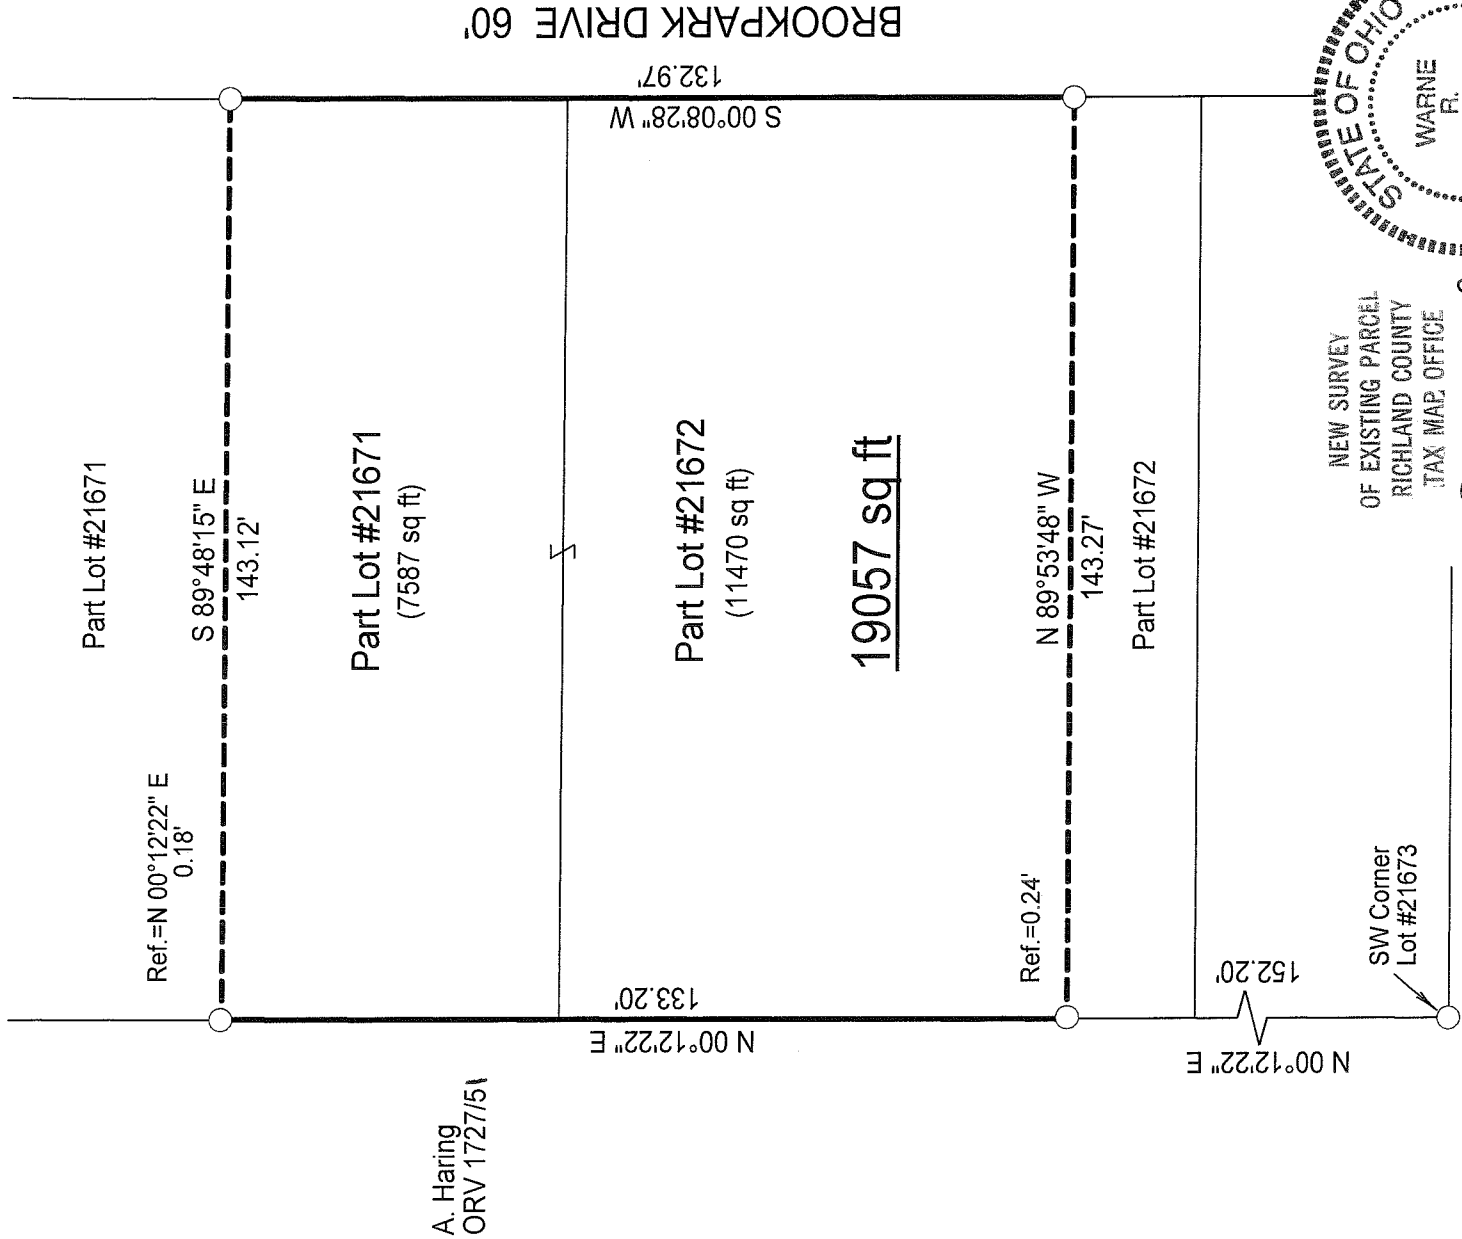 BROOKPARK DRIVE 60'
132.97'
S 00°08'28" W
Part Lot #21671
S 89°48'15" E
143.12'
Ref.=N 00°12'22" E
0.18'
Part Lot #21671
(7587 sq ft)
Part Lot #21672
(11470 sq ft)
19057 sq ft
N 89°53'48" W
143.27'
Part Lot #21672
Ref.=0.24'
133.20'
N 00°12'22" E
152.20'
N 00°12'22" E
SW Corner
Lot #21673
A. Haring
ORV 1727/5
NEW SURVEY
OF EXISTING PARCEL
RICHLAND COUNTY
TAX MAP OFFICE
STATE OF OHIO
WARNE
R.